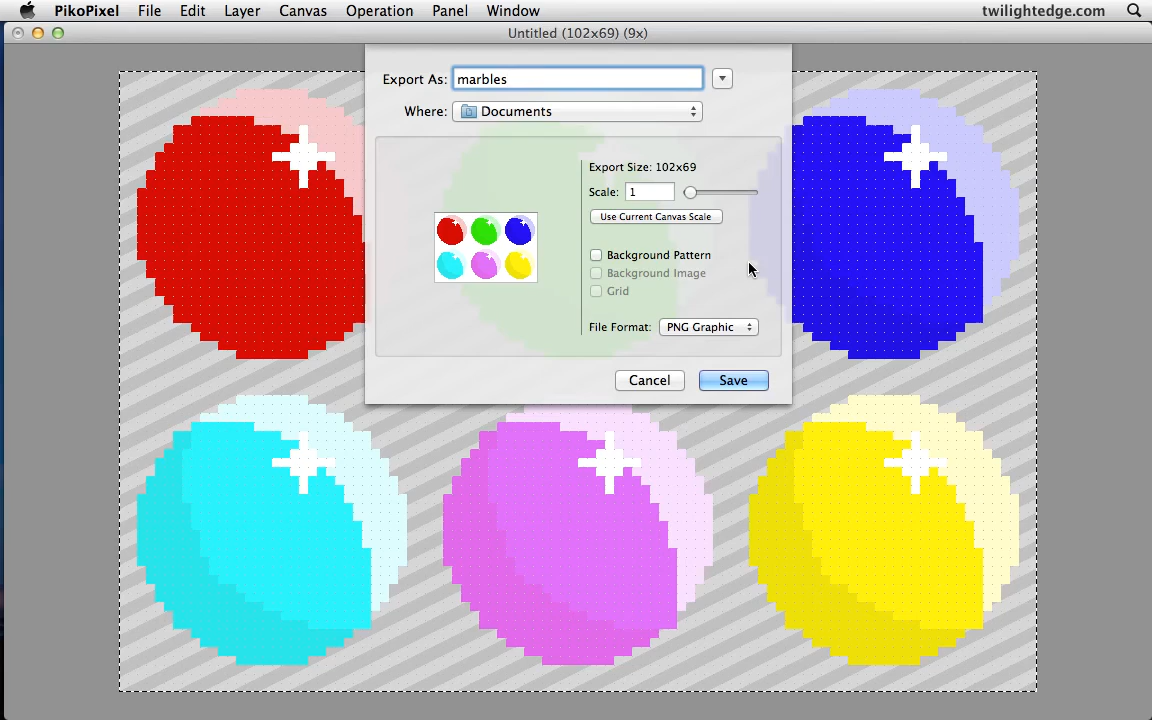 PikoPixel File Edit Layer Canvas Operation Panel Window twilightedge.com
Untitled (102x69) (9x)
Export As: marbles
Where: Documents
Export Size: 102x69
Scale: 1
Use Current Canvas Scale
Background Pattern
Background Image
Grid
File Format: PNG Graphic
Cancel Save